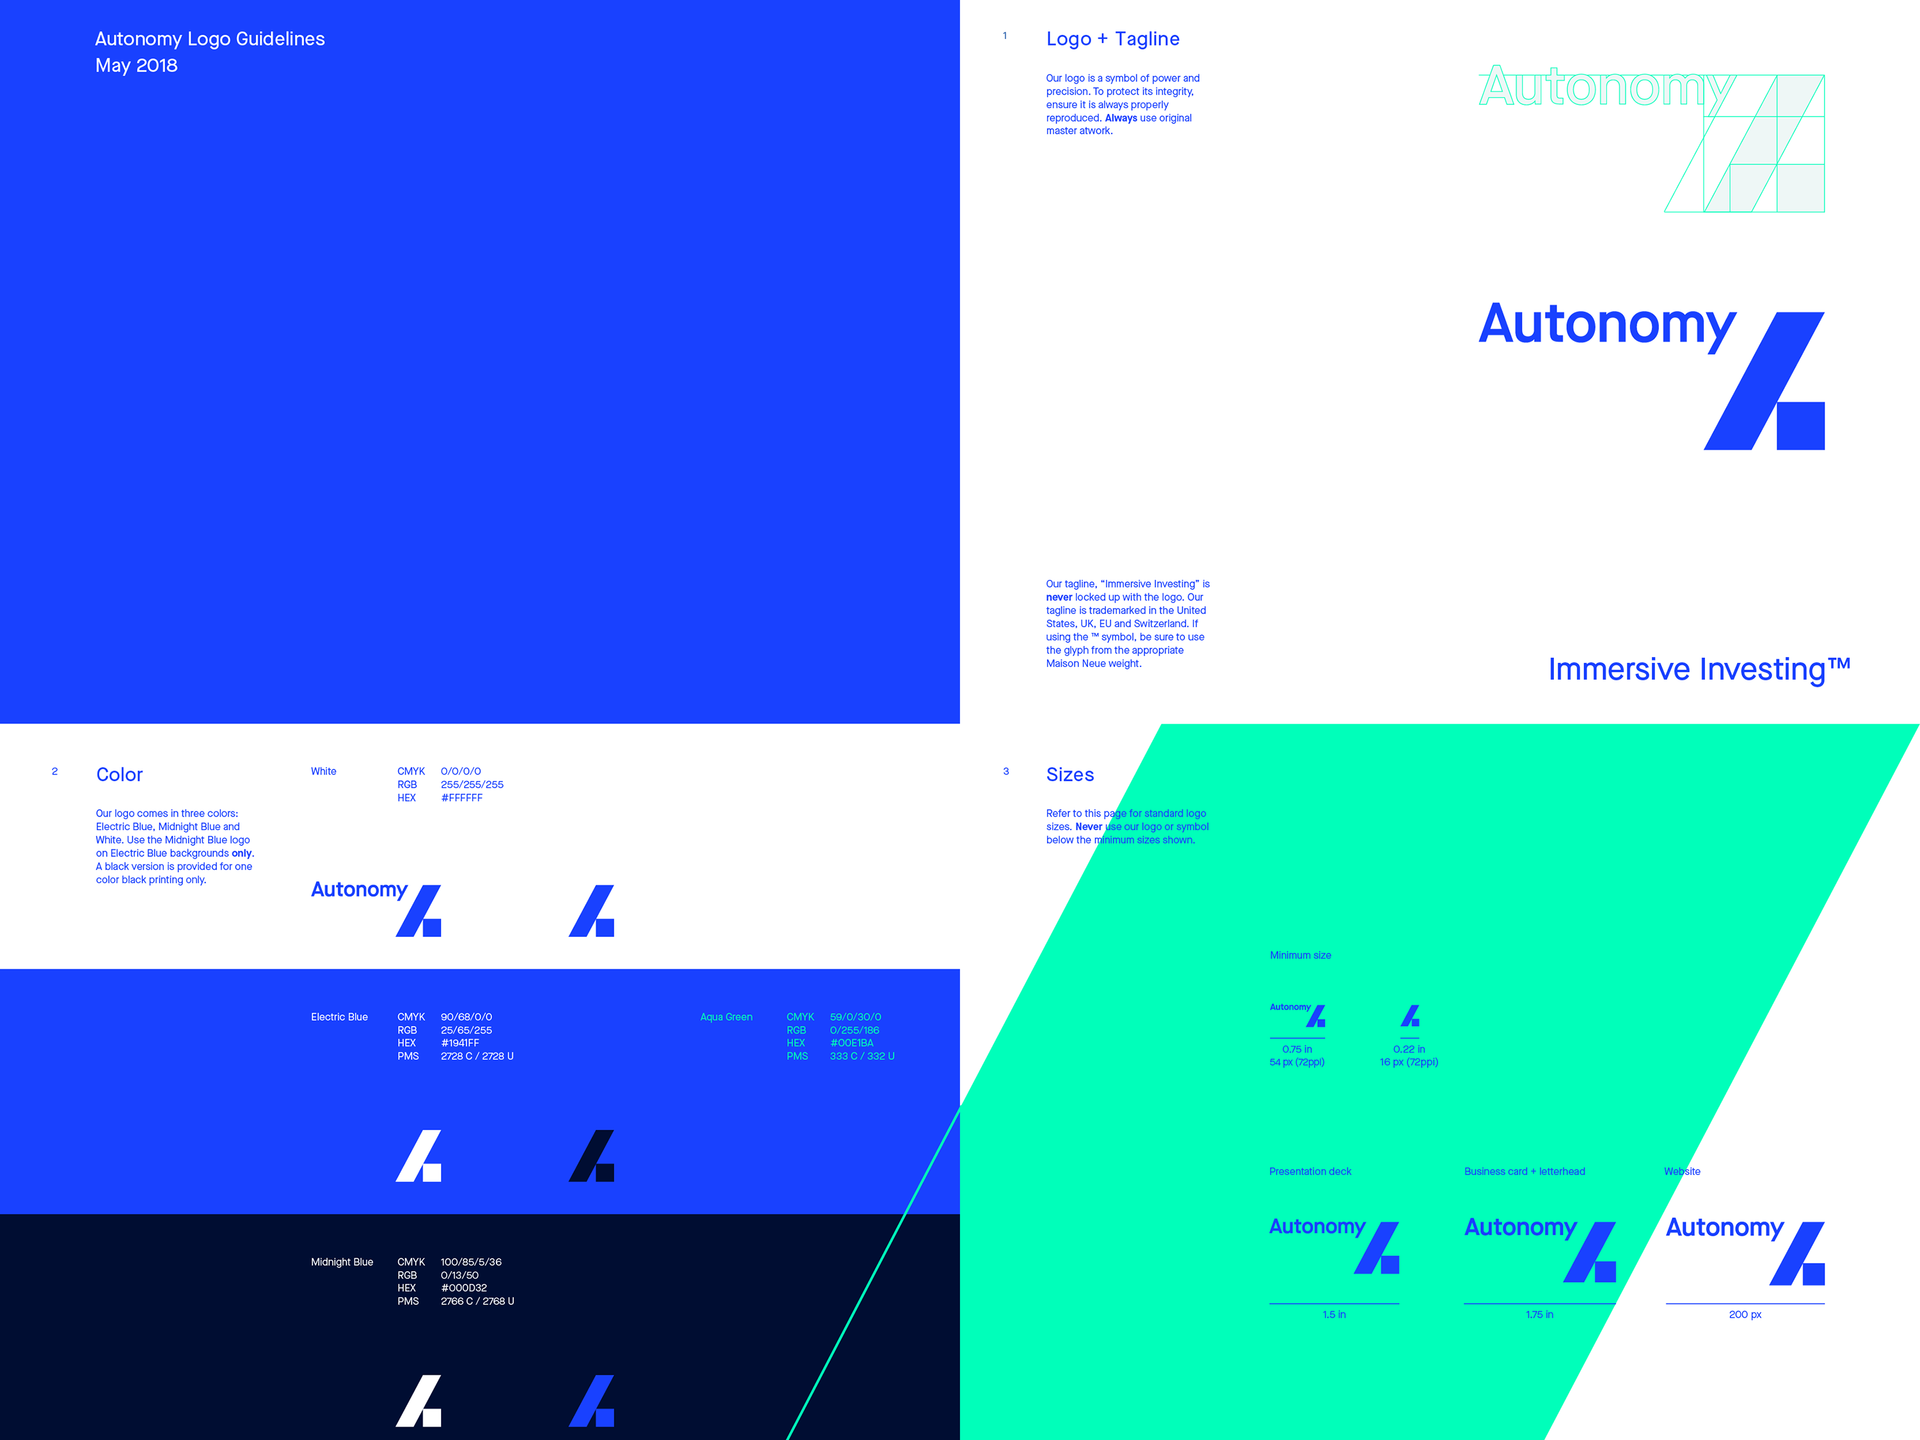 Autonomy Logo Guidelines
May 2018
1
Logo + Tagline
Our logo is a symbol of power and
precision. To protect its integrity,
ensure it is always properly
reproduced. Always use original
master atwork.
Autonomy
Autonomy
Our tagline, “Immersive Investing” is
never locked up with the logo. Our
tagline is trademarked in the United
States, UK, EU and Switzerland. If
using the ™ symbol, be sure to use
the glyph from the appropriate
Maison Neue weight.
Immersive Investing™
2
Color
Our logo comes in three colors:
Electric Blue, Midnight Blue and
White. Use the Midnight Blue logo
on Electric Blue backgrounds only.
A black version is provided for one
color black printing only.
White
CMYK 0/0/0/0
RGB 255/255/255
HEX #FFFFFF
Autonomy
Electric Blue
CMYK 90/68/0/0
RGB 25/65/255
HEX #1941FF
PMS 2728 C / 2728 U
Aqua Green
CMYK 59/0/30/0
RGB 0/255/186
HEX #00E1BA
PMS 333 C / 332 U
Midnight Blue
CMYK 100/85/5/36
RGB 0/13/50
HEX #000D32
PMS 2766 C / 2768 U
3
Sizes
Refer to this page for standard logo
sizes. Never use our logo or symbol
below the minimum sizes shown.
Minimum size
Autonomy
0.75 in
54 px (72ppi)
0.22 in
16 px (72ppi)
Presentation deck
Autonomy
1.5 in
Business card + letterhead
Autonomy
1.75 in
Website
Autonomy
200 px